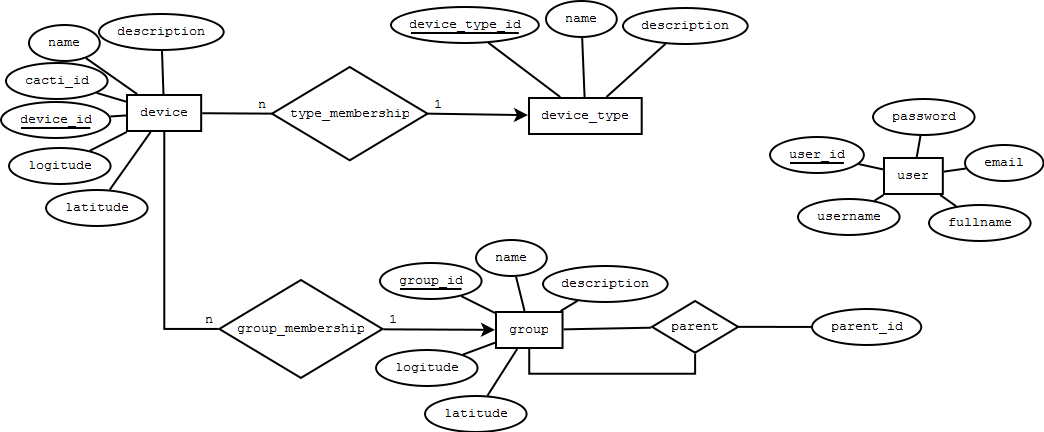 device_type_id
name
description
description
name
cacti_id
device_id
logitude
latitude
device
n
type_membership
1
device_type
password
user_id
email
user
username
fullname
name
group_id
description
n
group_membership
1
group
parent
parent_id
logitude
latitude